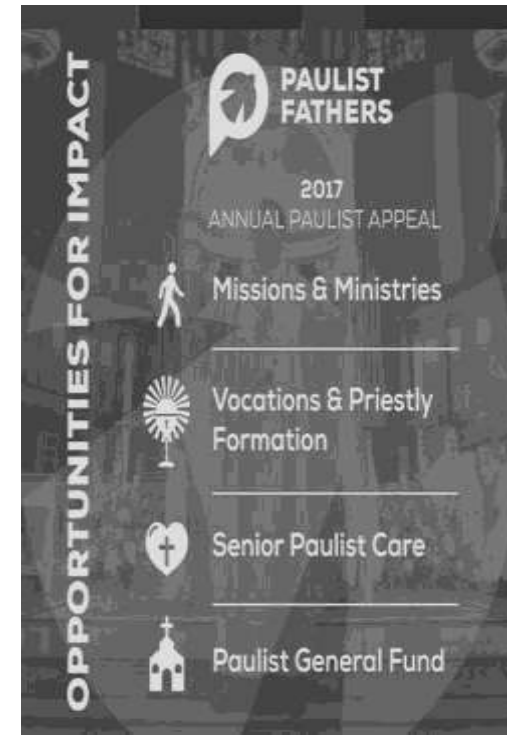 OPPORTUNITIES FOR IMPACT
PAULIST
FATHERS
2017
ANNUAL PAULIST APPEAL
Missions & Ministries
Vocations & Priestly
Formation
Senior Paulist Care
Paulist General Fund